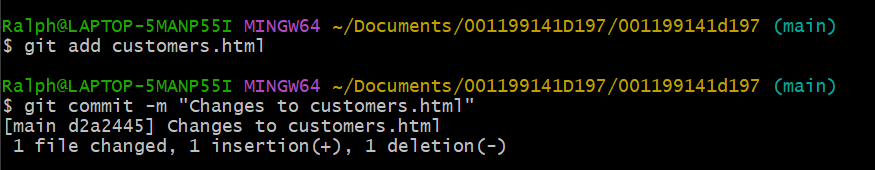 Ralph@LAPTOP-5MANP55I MINGW64 ~/Documents/001199141D197/001199141d197 (main)
$ git add customers.html
Ralph@LAPTOP-5MANP55I MINGW64 ~/Documents/001199141D197/001199141d197 (main)
$ git commit -m "Changes to customers.html"
[main d2a2445] Changes to customers.html
 1 file changed, 1 insertion(+), 1 deletion(-)